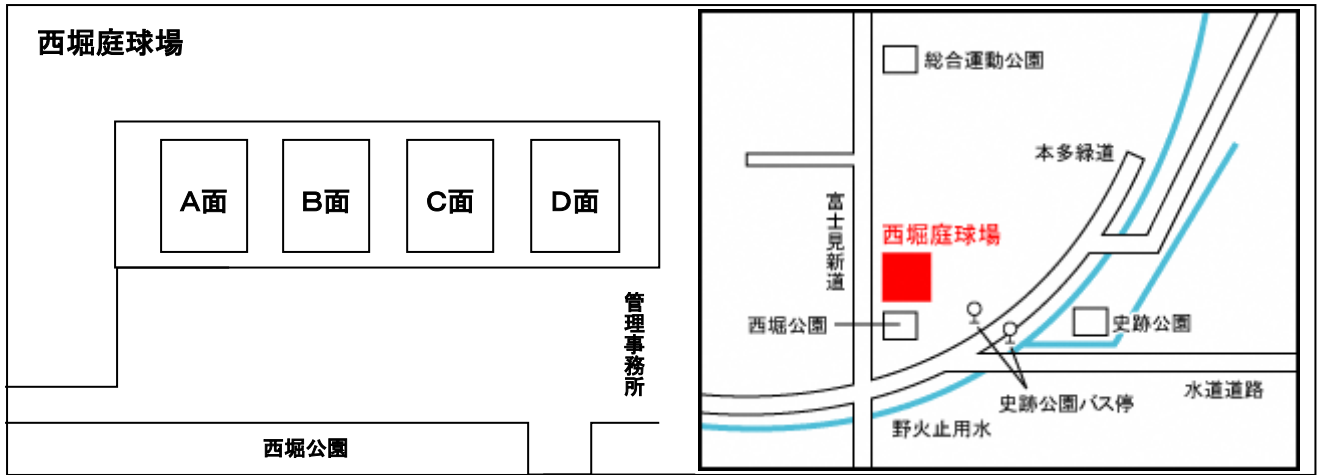 西堀庭球場
A面
B面
C面
D面
管理事務所
西堀公園
総合運動公園
本多緑道
富士見新道
西堀庭球場
西堀公園
史跡公園
史跡公園バス停
水道道路
野火止用水